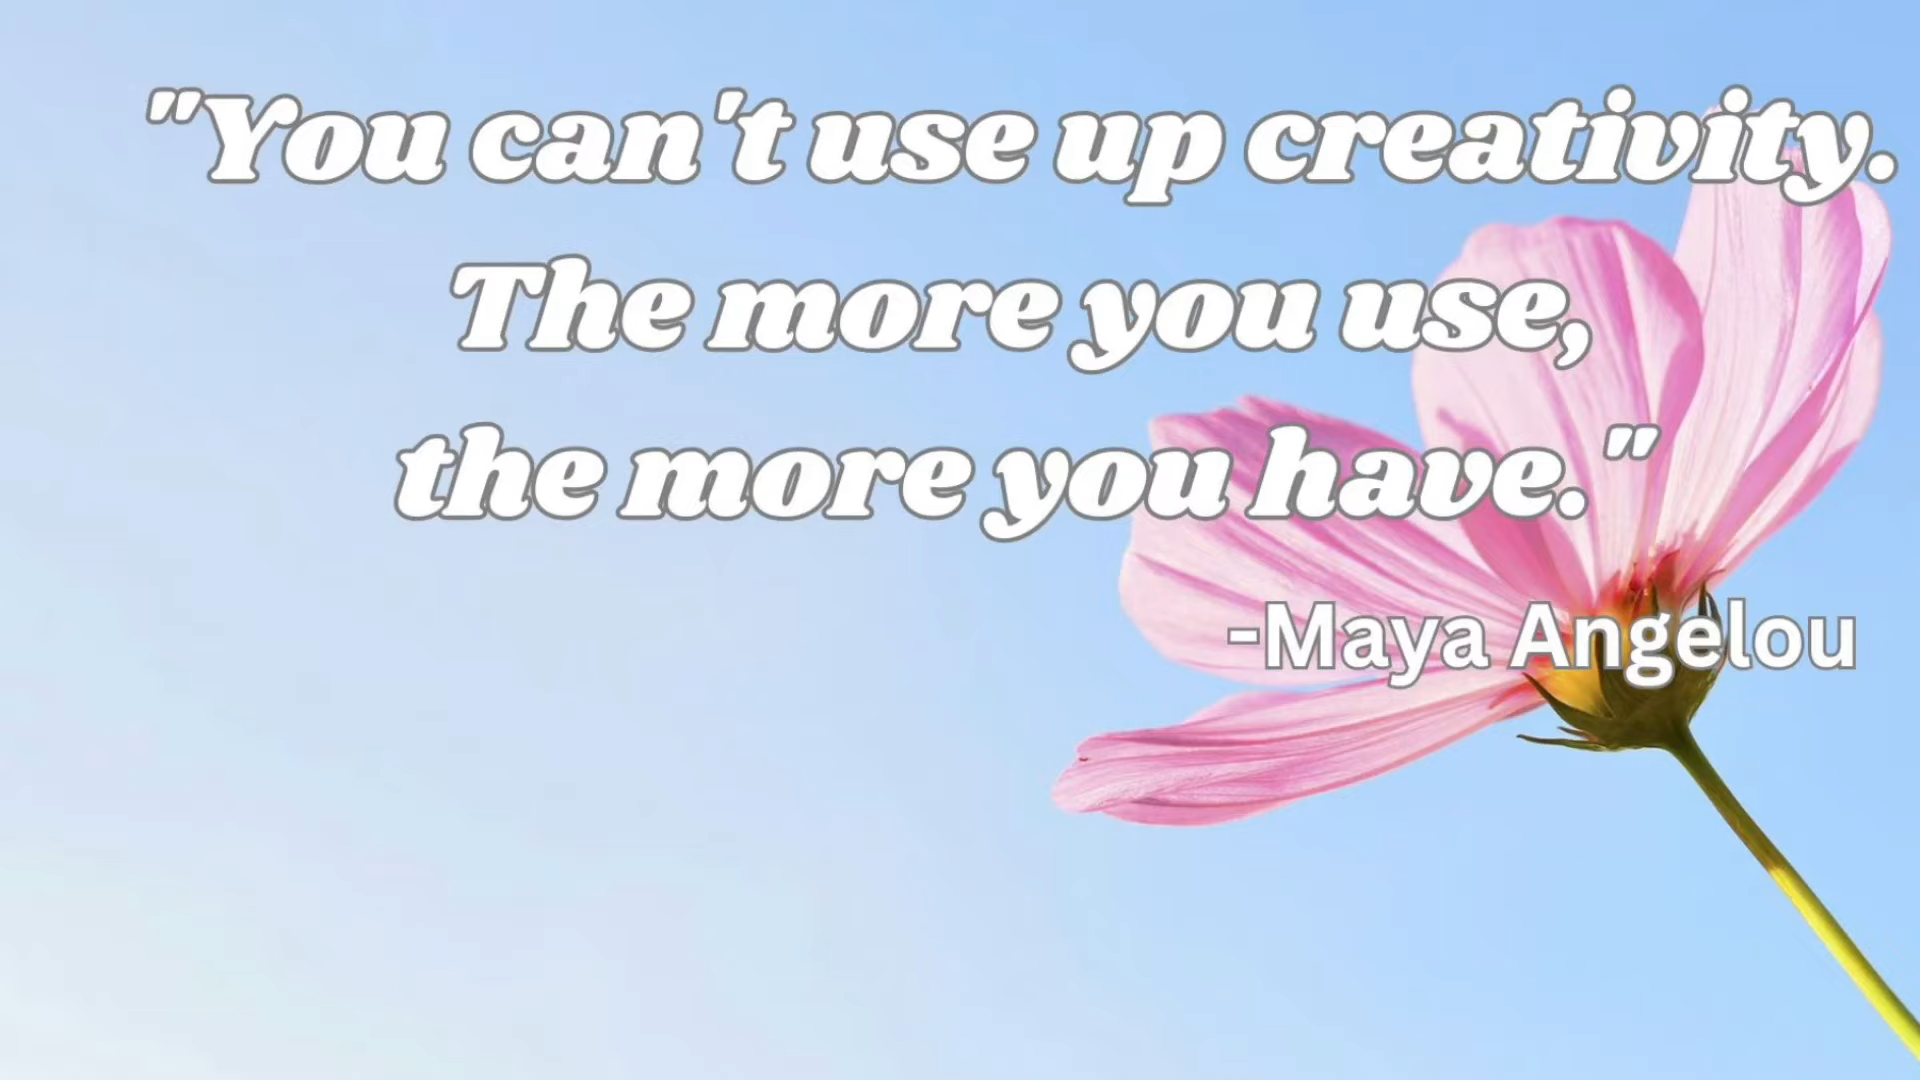 "You can't use up creativity.
The more you use,
the more you have."
-Maya Angelou